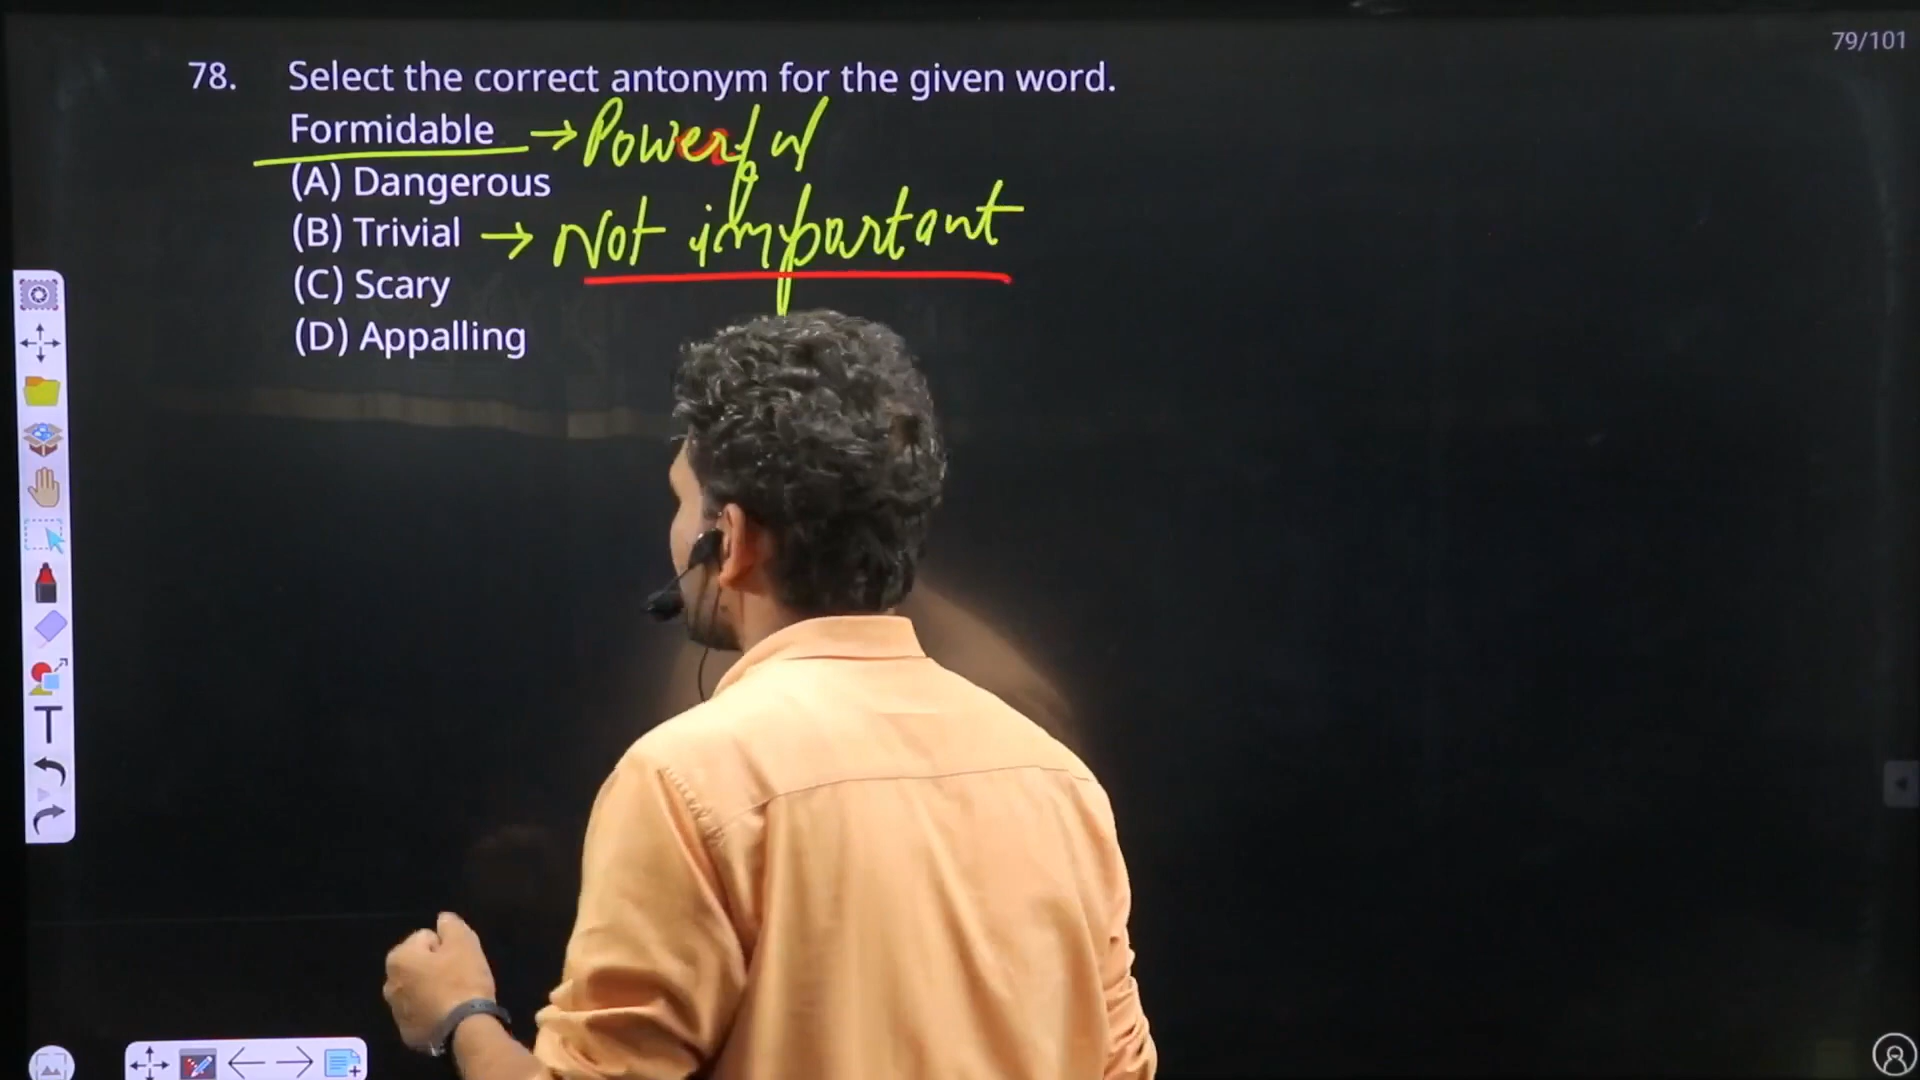 79/101
78. Select the correct antonym for the given word.
Formidable → Powerful
(A) Dangerous
(B) Trivial → Not important
(C) Scary
(D) Appalling
T